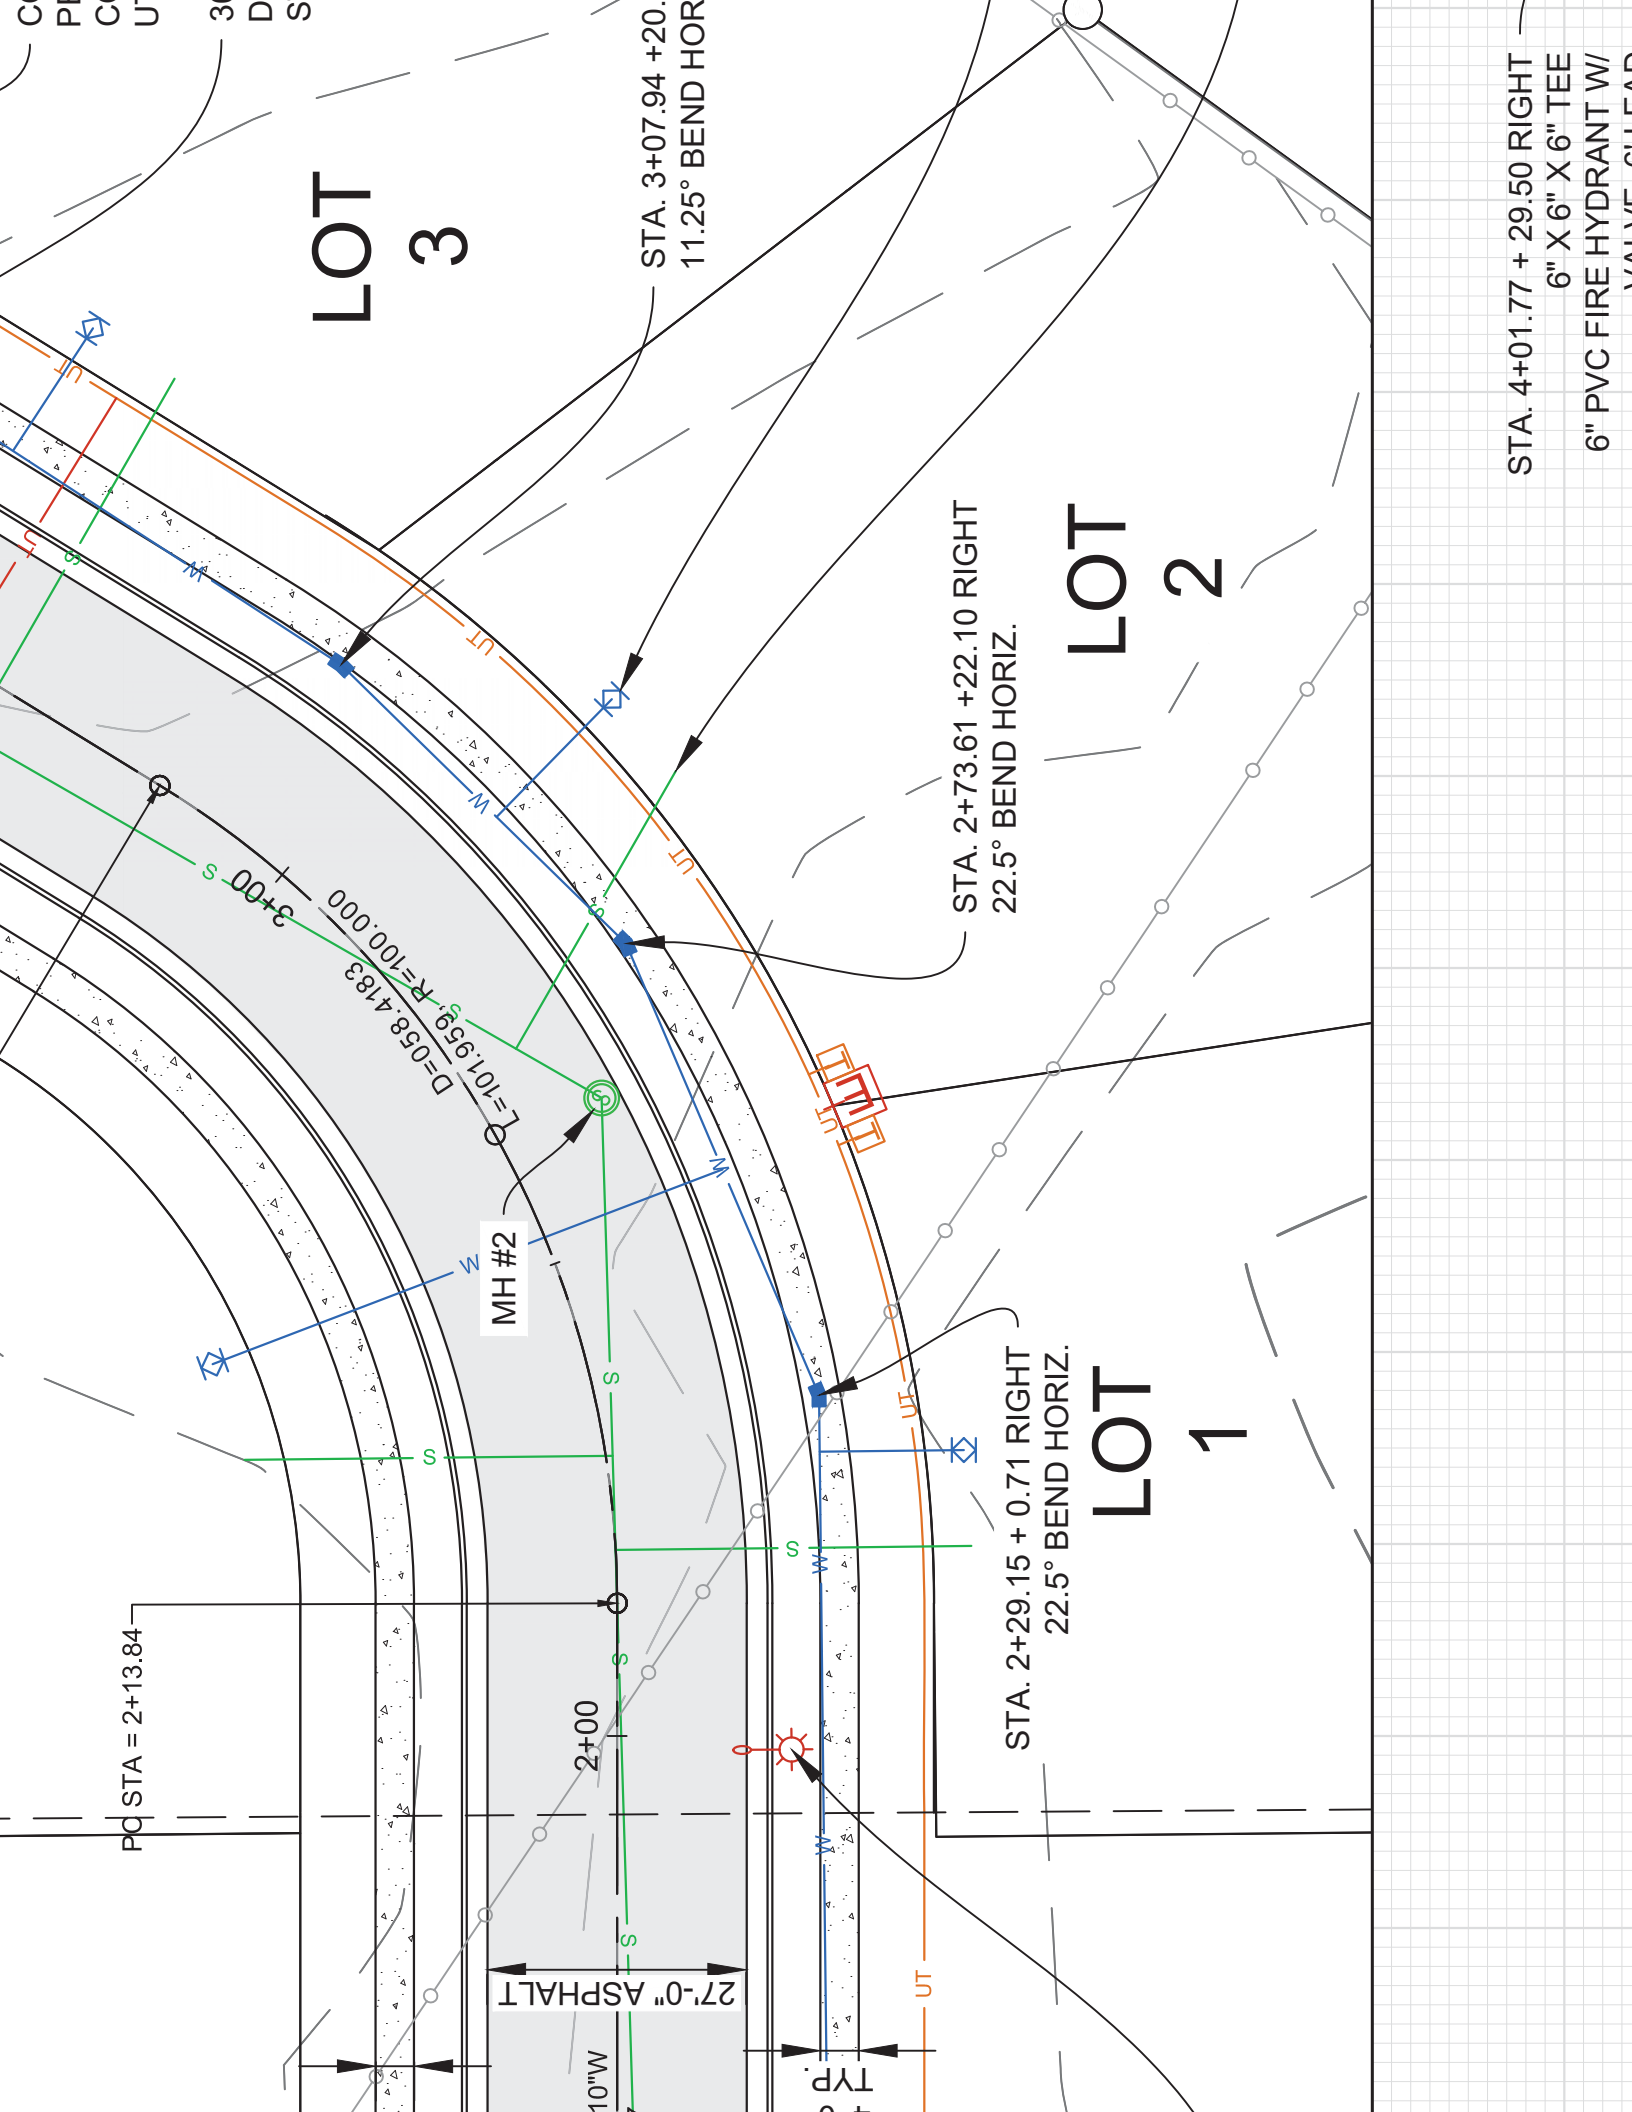 LOT
3
STA. 3+07.94 +20.
11.25° BEND HOR
STA. 4+01.77 + 29.50 RIGHT
6" X 6" X 6" TEE
6" PVC FIRE HYDRANT W/
LOT
2
STA. 2+73.61 +22.10 RIGHT
22.5° BEND HORIZ.
3+00
D=058.4183
L=101.959, R=100.000
MH #2
STA. 2+29.15 + 0.71 RIGHT
22.5° BEND HORIZ.
LOT
1
PC STA = 2+13.84
2+00
27'-0" ASPHALT
10"W
TYP.
UT
UT
UT
UT
UT
UT
W
W
W
W
W
W
S
S
S
S
S
S
S
S
S
S
T
T
T